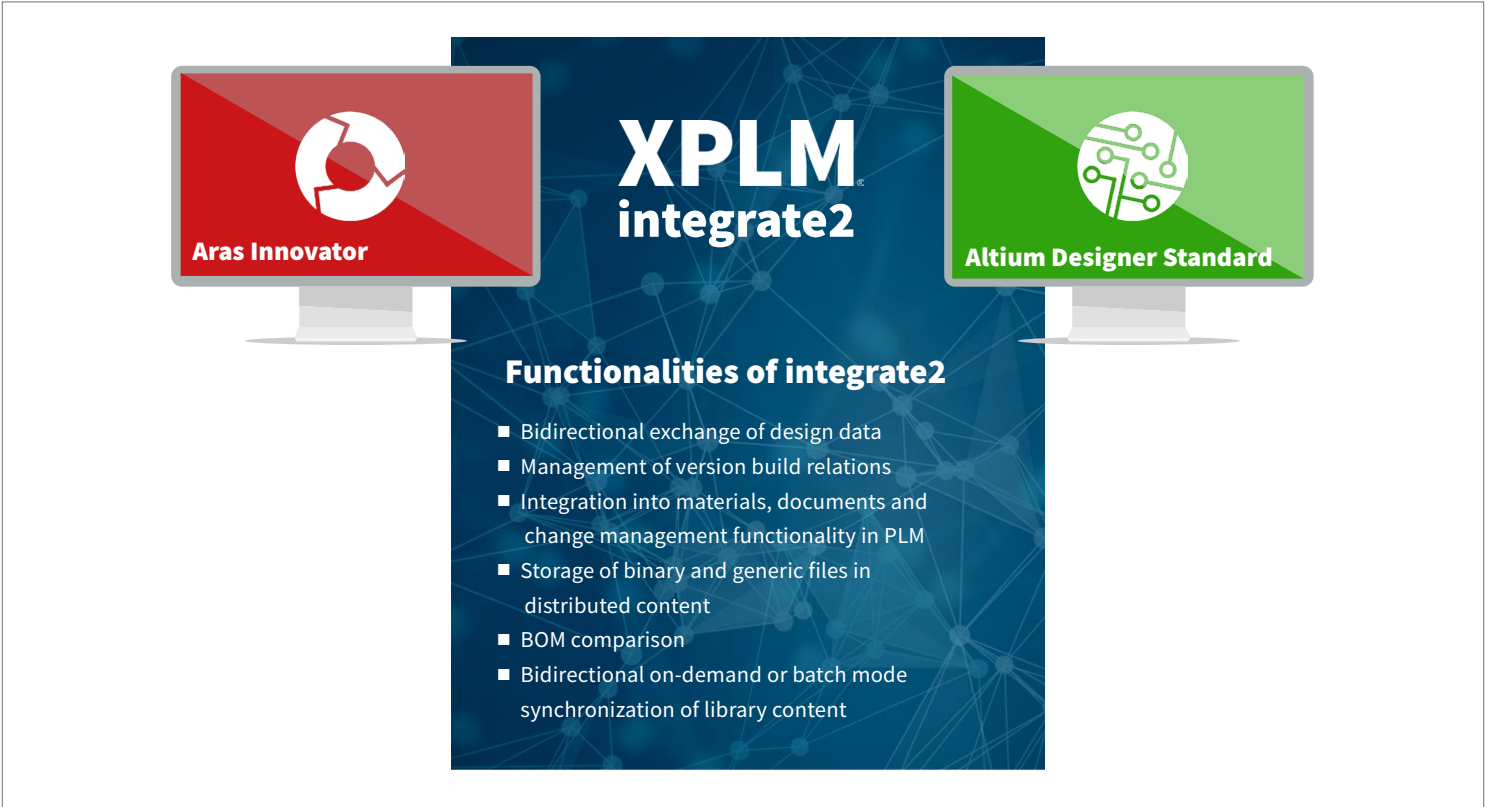 XPLM®
integrate2
Aras Innovator
Altium Designer Standard
Functionalities of integrate2
■ Bidirectional exchange of design data
■ Management of version build relations
■ Integration into materials, documents and
change management functionality in PLM
■ Storage of binary and generic files in
distributed content
■ BOM comparison
■ Bidirectional on-demand or batch mode
synchronization of library content